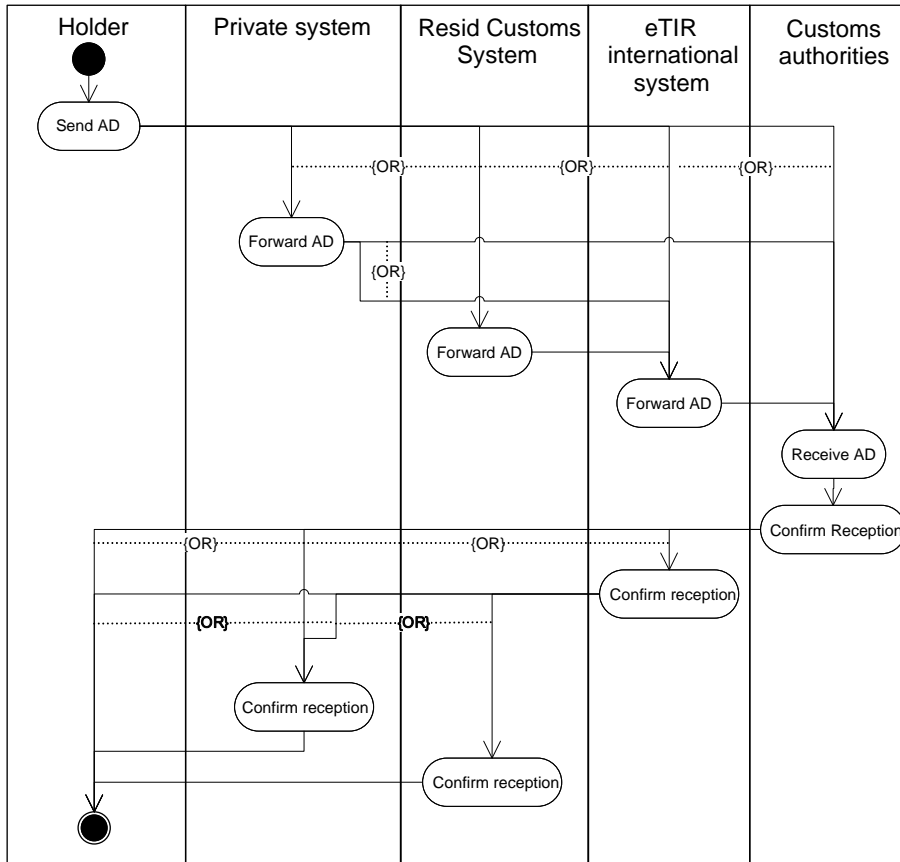 Holder
Private system
Resid Customs
System
eTIR
international
system
Customs
authorities
Send AD
{OR}
{OR}
{OR}
Forward AD
{OR}
Forward AD
Forward AD
Receive AD
Confirm Reception
{OR}
{OR}
Confirm reception
{OR}
{OR}
Confirm reception
Confirm reception